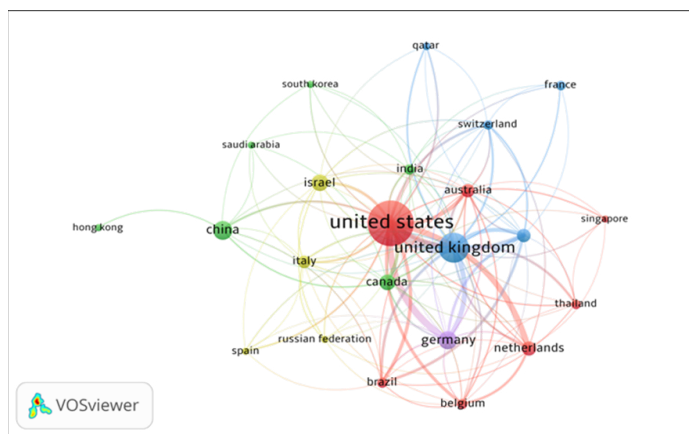 qatar
south korea
france
switzerland
saudi arabia
india
israel
australia
singapore
united states
hong kong
china
united kingdom
italy
canada
thailand
russian federation
germany
netherlands
spain
brazil
belgium
VOSviewer